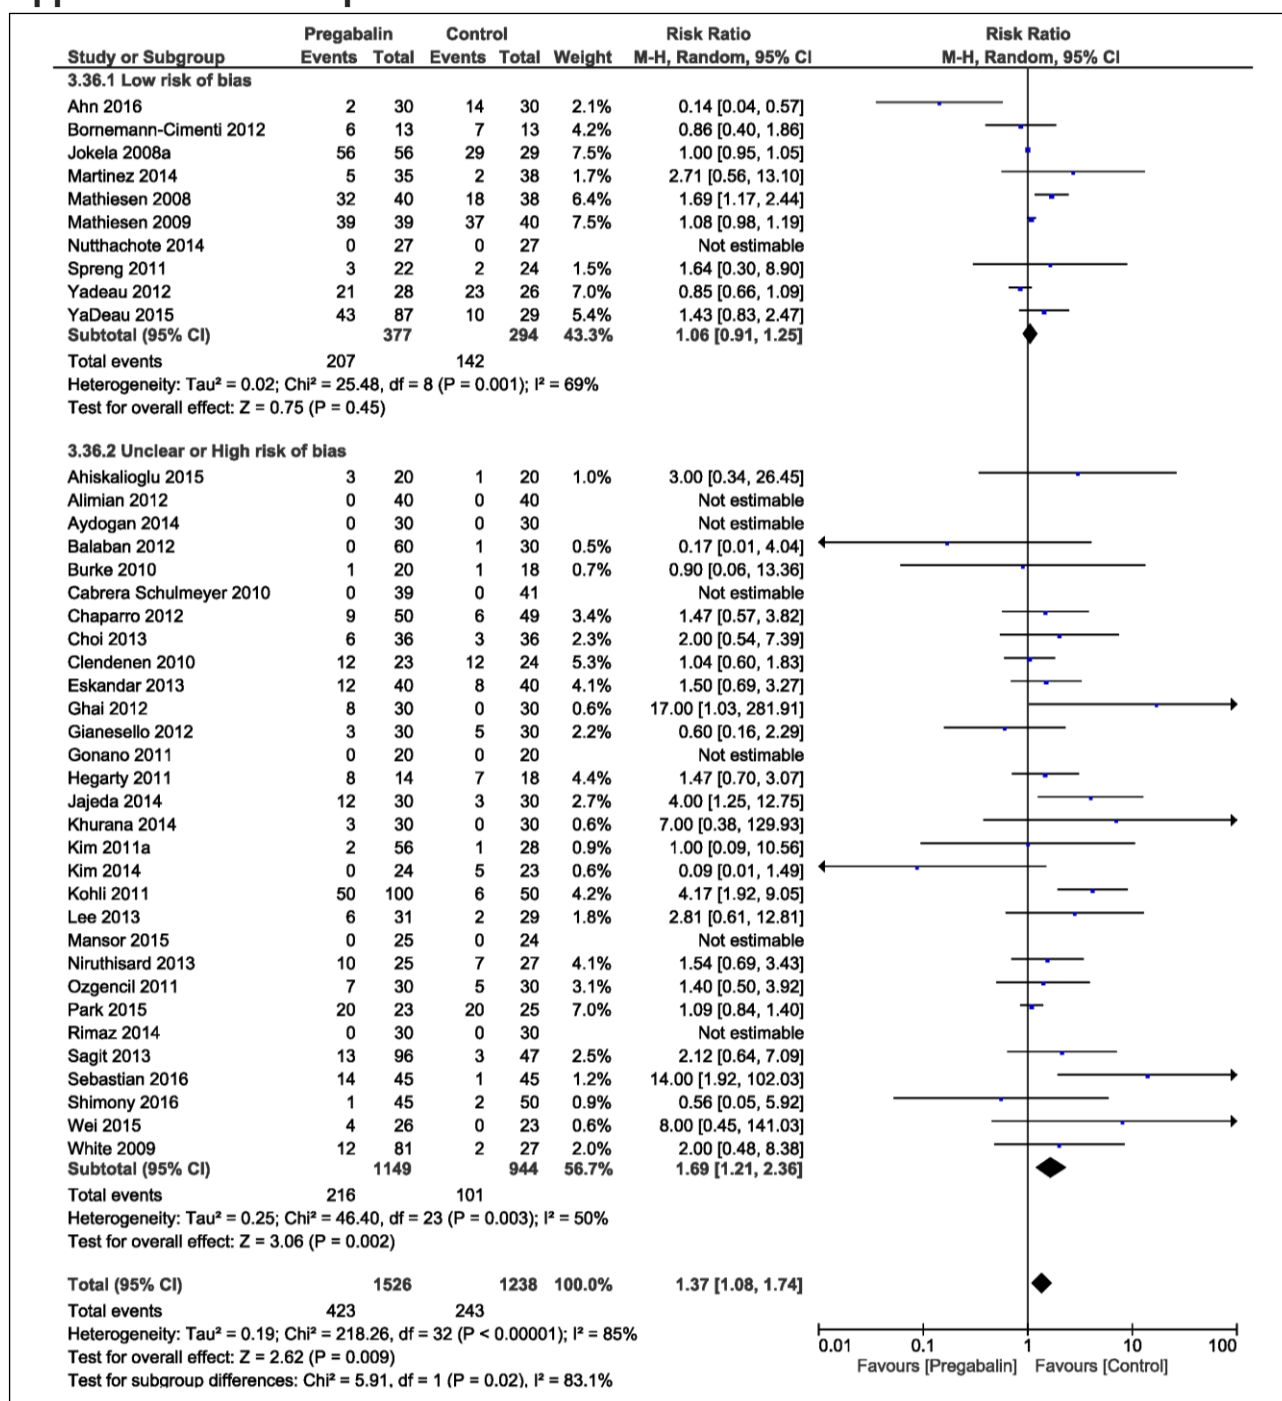 Pregabalin Control Risk Ratio Risk Ratio
Study or Subgroup Events Total Events Total Weight M-H, Random, 95% CI M-H, Random, 95% CI
3.36.1 Low risk of bias
Ahn 2016 2 30 14 30 2.1% 0.14 [0.04, 0.57]
Bornemann-Cimenti 2012 6 13 7 13 4.2% 0.86 [0.40, 1.86]
Jokela 2008a 56 56 29 29 7.5% 1.00 [0.95, 1.05]
Martinez 2014 5 35 2 38 1.7% 2.71 [0.56, 13.10]
Mathiesen 2008 32 40 18 38 6.4% 1.69 [1.17, 2.44]
Mathiesen 2009 39 39 37 40 7.5% 1.08 [0.98, 1.19]
Nutthachote 2014 0 27 0 27 Not estimable
Spreng 2011 3 22 2 24 1.5% 1.64 [0.30, 8.90]
Yadeau 2012 21 28 23 26 7.0% 0.85 [0.66, 1.09]
YaDeau 2015 43 87 10 29 5.4% 1.43 [0.83, 2.47]
Subtotal (95% CI) 377 294 43.3% 1.06 [0.91, 1.25]
Total events 207 142
Heterogeneity: Tau² = 0.02; Chi² = 25.48, df = 8 (P = 0.001); I² = 69%
Test for overall effect: Z = 0.75 (P = 0.45)
3.36.2 Unclear or High risk of bias
Ahiskalioglu 2015 3 20 1 20 1.0% 3.00 [0.34, 26.45]
Alimian 2012 0 40 0 40 Not estimable
Aydogan 2014 0 30 0 30 Not estimable
Balaban 2012 0 60 1 30 0.5% 0.17 [0.01, 4.04]
Burke 2010 1 20 1 18 0.7% 0.90 [0.06, 13.36]
Cabrera Schulmeyer 2010 0 39 0 41 Not estimable
Chaparro 2012 9 50 6 49 3.4% 1.47 [0.57, 3.82]
Choi 2013 6 36 3 36 2.3% 2.00 [0.54, 7.39]
Clendenen 2010 12 23 12 24 5.3% 1.04 [0.60, 1.83]
Eskandar 2013 12 40 8 40 4.1% 1.50 [0.69, 3.27]
Ghai 2012 8 30 0 30 0.6% 17.00 [1.03, 281.91]
Gianesello 2012 3 30 5 30 2.2% 0.60 [0.16, 2.29]
Gonano 2011 0 20 0 20 Not estimable
Hegarty 2011 8 14 7 18 4.4% 1.47 [0.70, 3.07]
Jajeda 2014 12 30 3 30 2.7% 4.00 [1.25, 12.75]
Khurana 2014 3 30 0 30 0.6% 7.00 [0.38, 129.93]
Kim 2011a 2 56 1 28 0.9% 1.00 [0.09, 10.56]
Kim 2014 0 24 5 23 0.6% 0.09 [0.01, 1.49]
Kohli 2011 50 100 6 50 4.2% 4.17 [1.92, 9.05]
Lee 2013 6 31 2 29 1.8% 2.81 [0.61, 12.81]
Mansor 2015 0 25 0 24 Not estimable
Niruthisard 2013 10 25 7 27 4.1% 1.54 [0.69, 3.43]
Ozgencil 2011 7 30 5 30 3.1% 1.40 [0.50, 3.92]
Park 2015 20 23 20 25 7.0% 1.09 [0.84, 1.40]
Rimaz 2014 0 30 0 30 Not estimable
Sagit 2013 13 96 3 47 2.5% 2.12 [0.64, 7.09]
Sebastian 2016 14 45 1 45 1.2% 14.00 [1.92, 102.03]
Shimony 2016 1 45 2 50 0.9% 0.56 [0.05, 5.92]
Wei 2015 4 26 0 23 0.6% 8.00 [0.45, 141.03]
White 2009 12 81 2 27 2.0% 2.00 [0.48, 8.38]
Subtotal (95% CI) 1149 944 56.7% 1.69 [1.21, 2.36]
Total events 216 101
Heterogeneity: Tau² = 0.25; Chi² = 46.40, df = 23 (P = 0.003); I² = 50%
Test for overall effect: Z = 3.06 (P = 0.002)
Total (95% CI) 1526 1238 100.0% 1.37 [1.08, 1.74]
Total events 423 243
Heterogeneity: Tau² = 0.19; Chi² = 218.26, df = 32 (P < 0.00001); I² = 85%
Test for overall effect: Z = 2.62 (P = 0.009)
Test for subgroup differences: Chi² = 5.91, df = 1 (P = 0.02), I² = 83.1%
0.01 0.1 1 10 100
Favours [Pregabalin] Favours [Control]